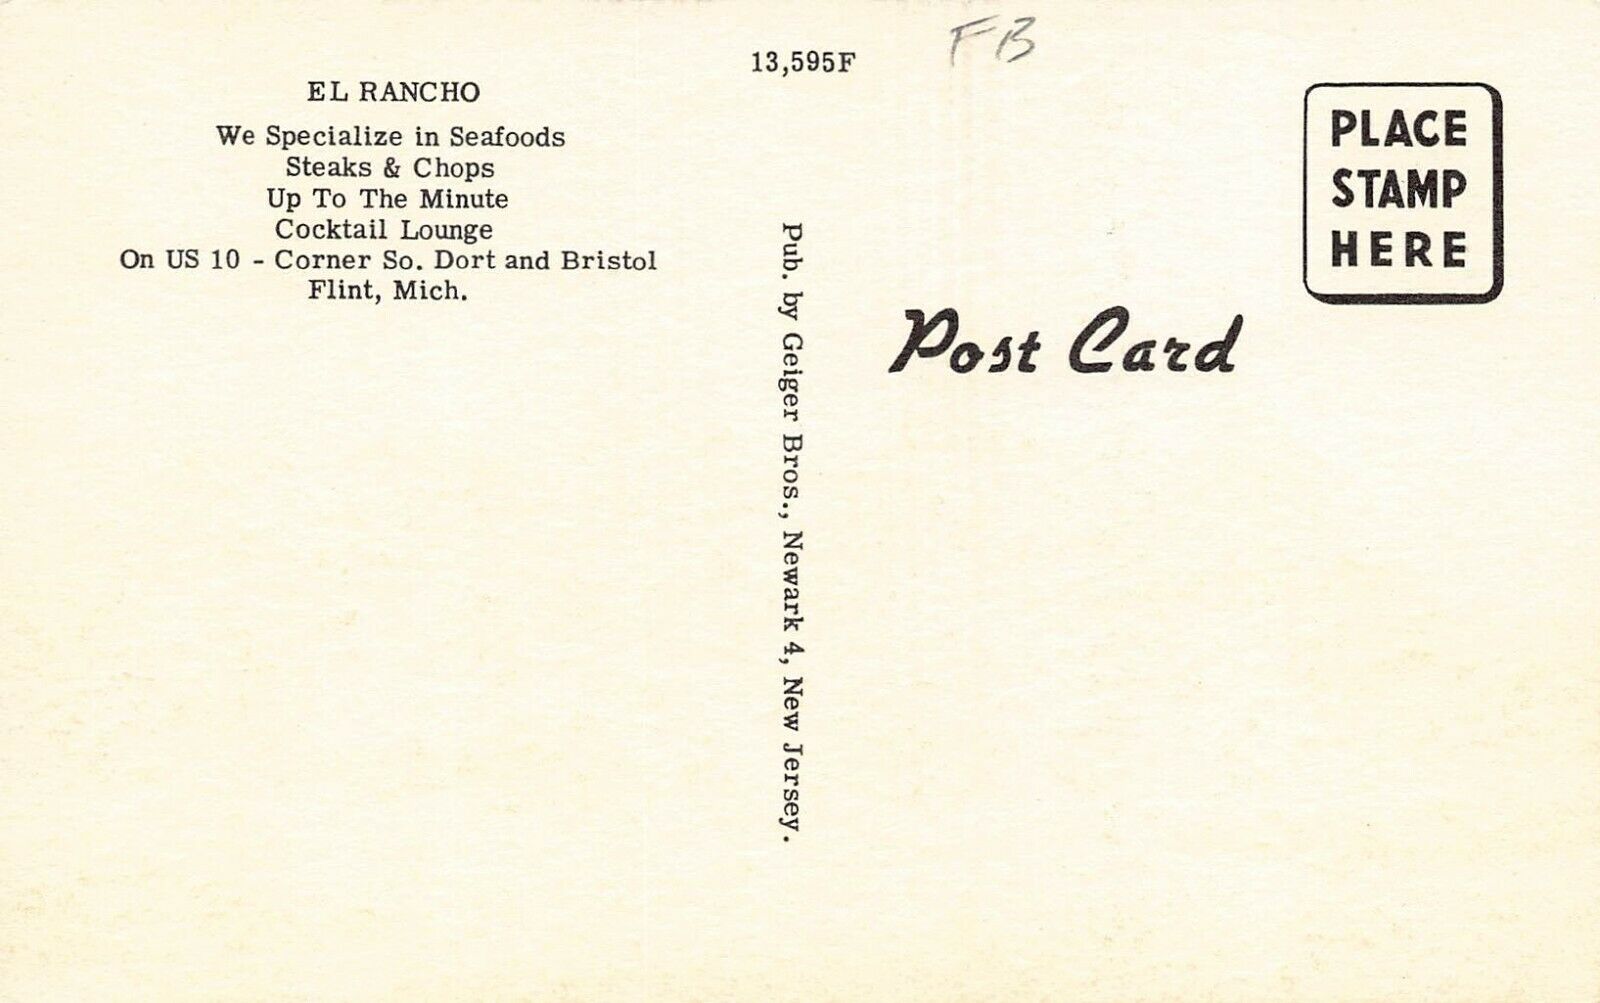 EL RANCHO
We Specialize in Seafoods
Steaks & Chops
Up To The Minute
Cocktail Lounge
On US 10 - Corner So. Dort and Bristol
Flint, Mich.
13,595F
FB
Pub. by Geiger Bros., Newark 4, New Jersey.
PLACE
STAMP
HERE
Post Card